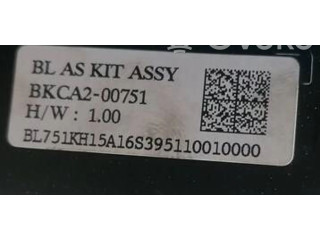 BL AS KIT ASSY
BKCA2-00751
H/W : 1.00
BL751KH15A16S395110010000